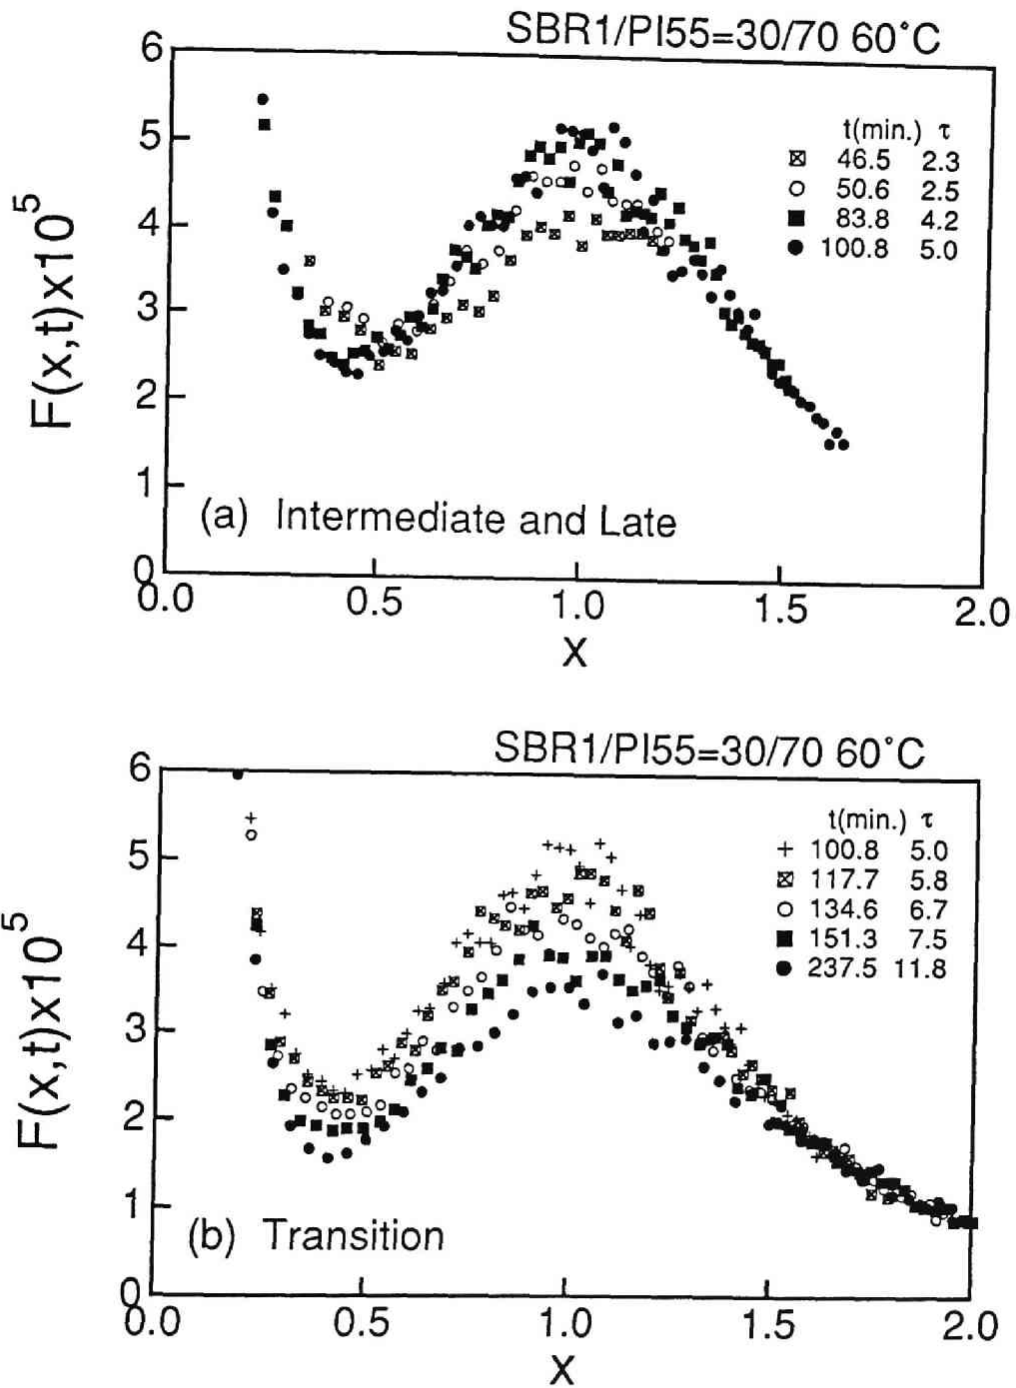 SBR1/PI55=30/70 60°C
6
5
4
3
2
1
0
F(x,t)x10⁵
t(min.) τ
46.5 2.3
50.6 2.5
83.8 4.2
100.8 5.0
(a) Intermediate and Late
0.0 0.5 1.0 1.5 2.0
X
SBR1/PI55=30/70 60°C
6
5
4
3
2
1
0
F(x,t)x10⁵
t(min.) τ
100.8 5.0
117.7 5.8
134.6 6.7
151.3 7.5
237.5 11.8
(b) Transition
0.0 0.5 1.0 1.5 2.0
X